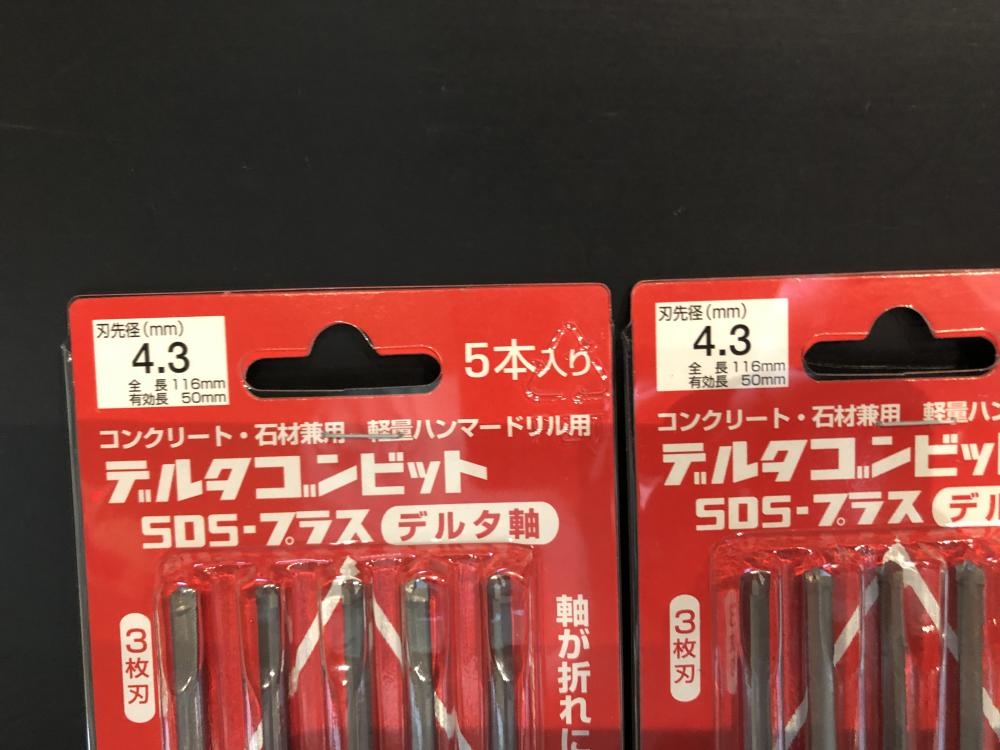 刃先径(mm)
4.3
全 長 116mm
有効長 50mm
5本入り
コンクリート・石材兼用 軽量ハンマードリル用
デルタゴンビット
SDS-プラス デルタ軸
3枚刃
軸が折れに
刃先径(mm)
4.3
全 長 116mm
有効長 50mm
コンクリート・石材兼用 軽量ハン
デルタゴンビッ
SDS-プラス デル
3枚刃